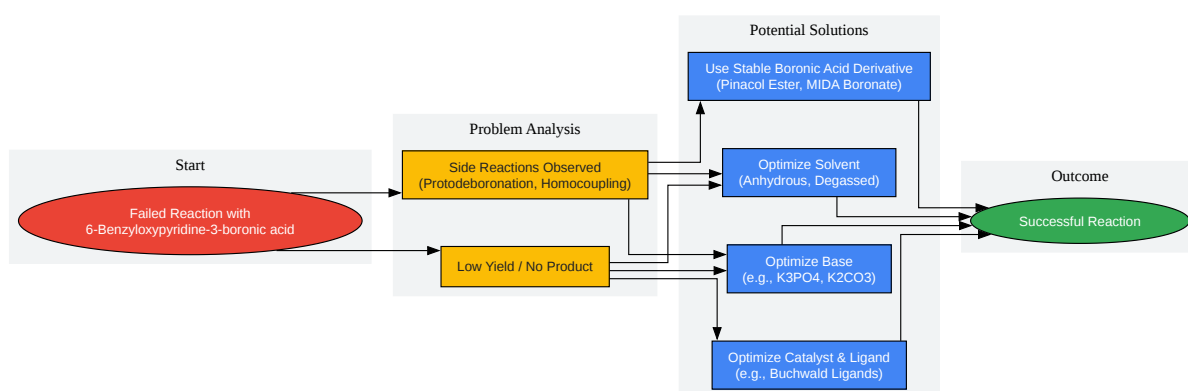 Start
Failed Reaction with
6-Benzyloxypyridine-3-boronic acid
Problem Analysis
Side Reactions Observed
(Protodeboronation, Homocoupling)
Low Yield / No Product
Potential Solutions
Use Stable Boronic Acid Derivative
(Pinacol Ester, MIDA Boronate)
Optimize Solvent
(Anhydrous, Degassed)
Optimize Base
(e.g., K3PO4, K2CO3)
Optimize Catalyst & Ligand
(e.g., Buchwald Ligands)
Outcome
Successful Reaction